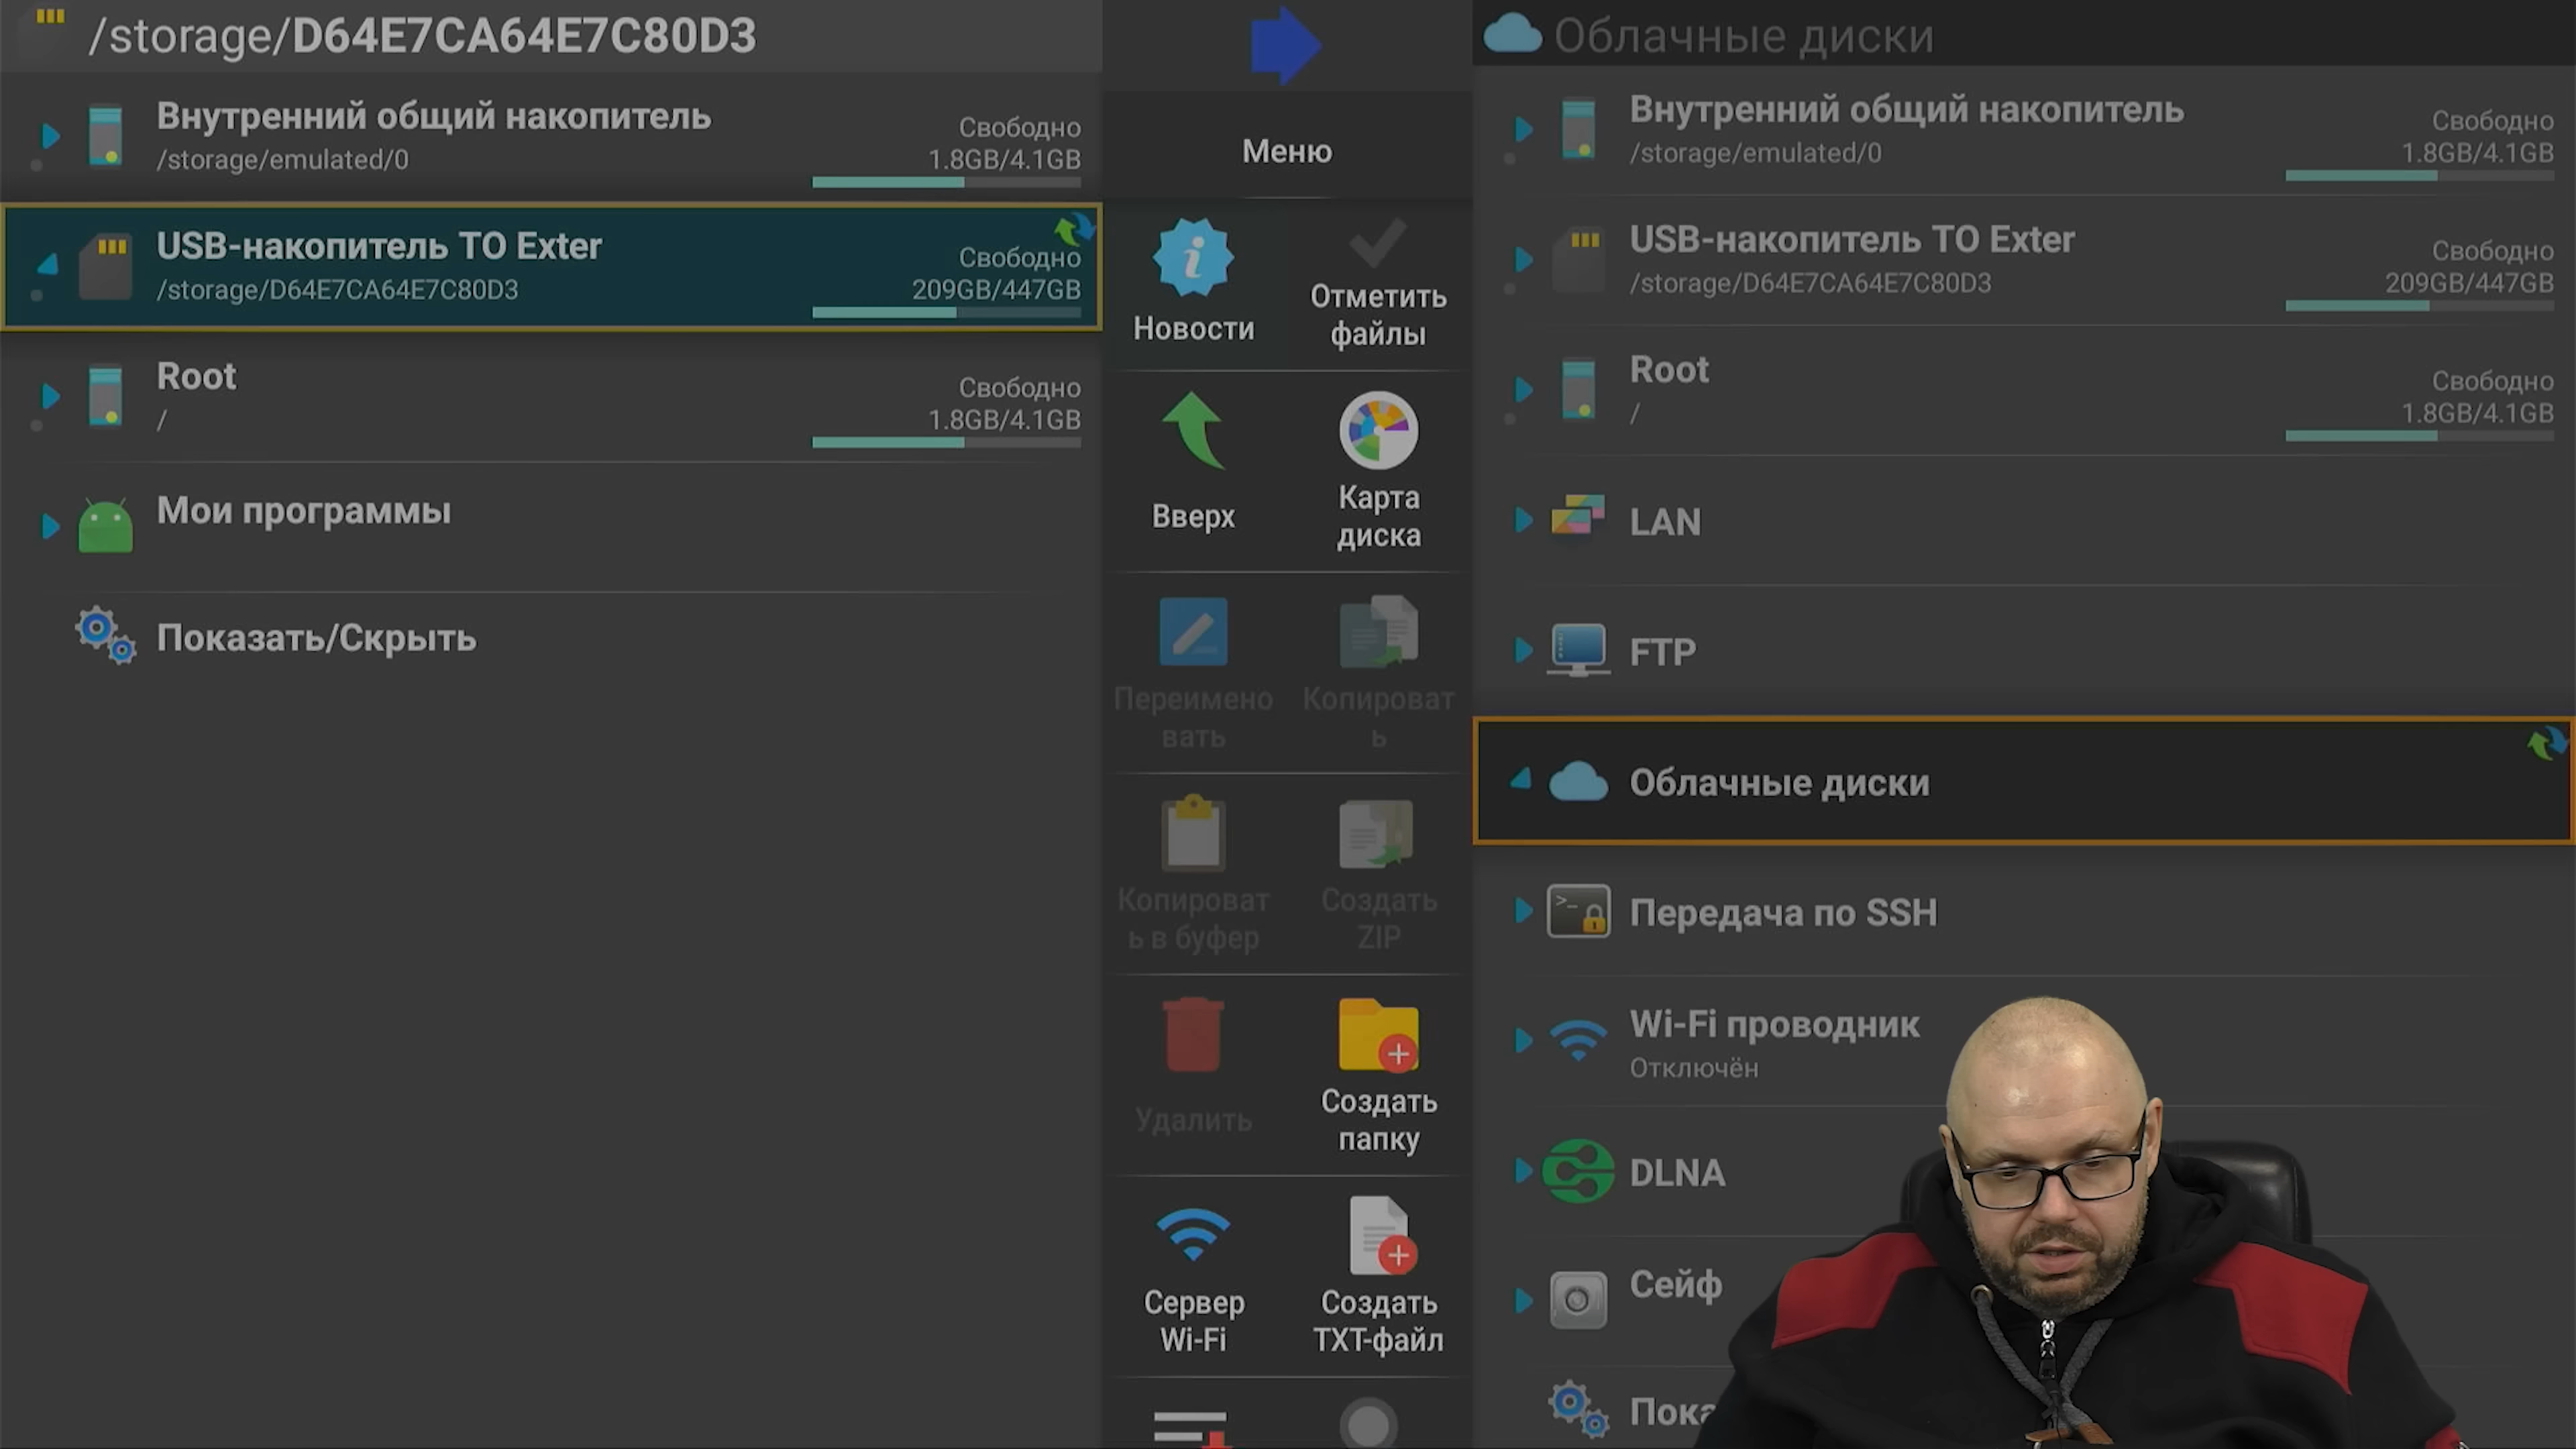 /storage/D64E7CA64E7C80D3
Внутренний общий накопитель
/storage/emulated/0
Свободно
1.8GB/4.1GB
USB-накопитель TO Exter
/storage/D64E7CA64E7C80D3
Свободно
209GB/447GB
Root
/
Свободно
1.8GB/4.1GB
Мои программы
Показать/Скрыть
Меню
Новости
Отметить
файлы
Вверх
Карта
диска
Переимено
вать
Копироват
ь
Копироват
ь в буфер
Создать
ZIP
Удалить
Создать
папку
Сервер
Wi-Fi
Создать
TXT-файл
Облачные диски
Внутренний общий накопитель
/storage/emulated/0
Свободно
1.8GB/4.1GB
USB-накопитель TO Exter
/storage/D64E7CA64E7C80D3
Свободно
209GB/447GB
Root
/
Свободно
1.8GB/4.1GB
LAN
FTP
Облачные диски
Передача по SSH
Wi-Fi проводник
Отключён
DLNA
Сейф